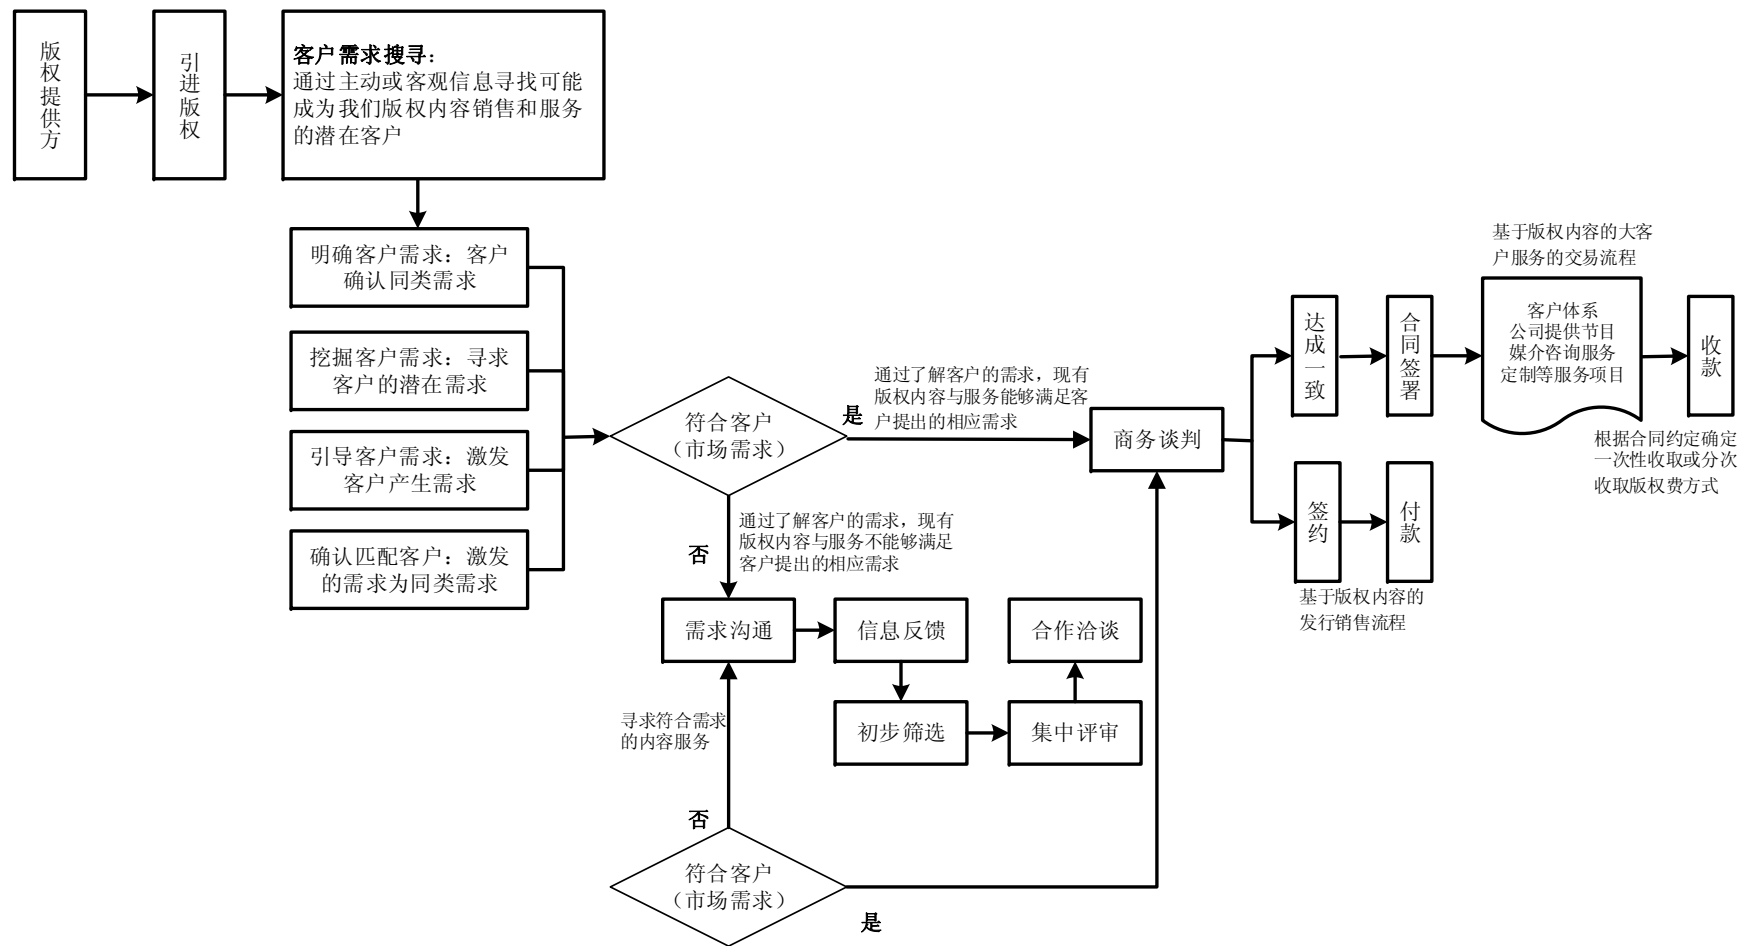 版权提供方
引进版权
客户需求搜寻：
通过主动或客观信息寻找可能
成为我们版权内容销售和服务
的潜在客户
明确客户需求：客户
确认同类需求
挖掘客户需求：寻求
客户的潜在需求
引导客户需求：激发
客户产生需求
确认匹配客户：激发
的需求为同类需求
符合客户
（市场需求）
是
通过了解客户的需求，现有
版权内容与服务能够满足客
户提出的相应需求
否
通过了解客户的需求，现有
版权内容与服务不能够满足
客户提出的相应需求
商务谈判
达成一致
合同签署
基于版权内容的大客
户服务的交易流程
客户体系
公司提供节目
媒介咨询服务
定制等服务项目
收款
根据合同约定确定
一次性收取或分次
收取版权费方式
签约
付款
基于版权内容的
发行销售流程
需求沟通
信息反馈
合作洽谈
初步筛选
集中评审
寻求符合需求
的内容服务
否
符合客户
（市场需求）
是